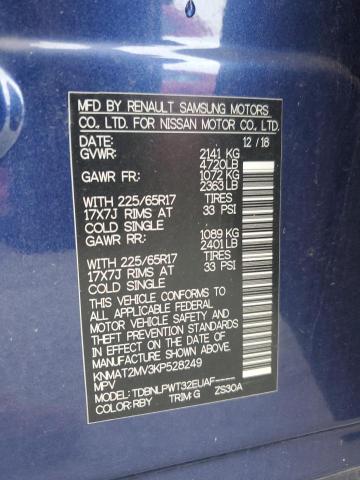 MFD BY RENAULT SAMSUNG MOTORS
CO., LTD. FOR NISSAN MOTOR CO., LTD.
DATE: 12/18
GVWR: 2141 KG
4720LB
GAWR FR: 1072 KG
2363LB
WITH 225/65R17 TIRES
17X7J RIMS AT 33 PSI
COLD SINGLE
GAWR RR: 1089 KG
2401LB
WITH 225/65R17 TIRES
17X7J RIMS AT 33 PSI
COLD SINGLE
THIS VEHICLE CONFORMS TO
ALL APPLICABLE FEDERAL
MOTOR VEHICLE SAFETY AND
THEFT PREVENTION STANDARDS
IN EFFECT ON THE DATE OF
MANUFACTURE SHOWN ABOVE.
KNMAT2MV3KP528249
MPV
MODEL: TDBNLPWT32EUAF-----
COLOR:RBY TRIM:G ZS30A